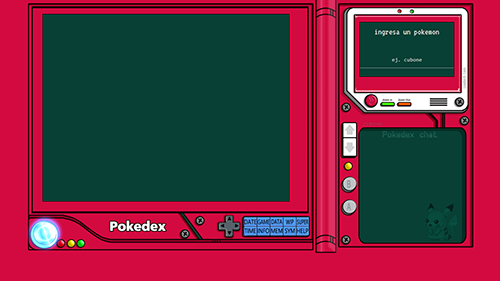 ingresa un pokemon
ej. cubone
Pokedex chat
Pokedex
DATE GAME DATA WIP SUPER
TIME INFO MEM SYM HELP
B
A